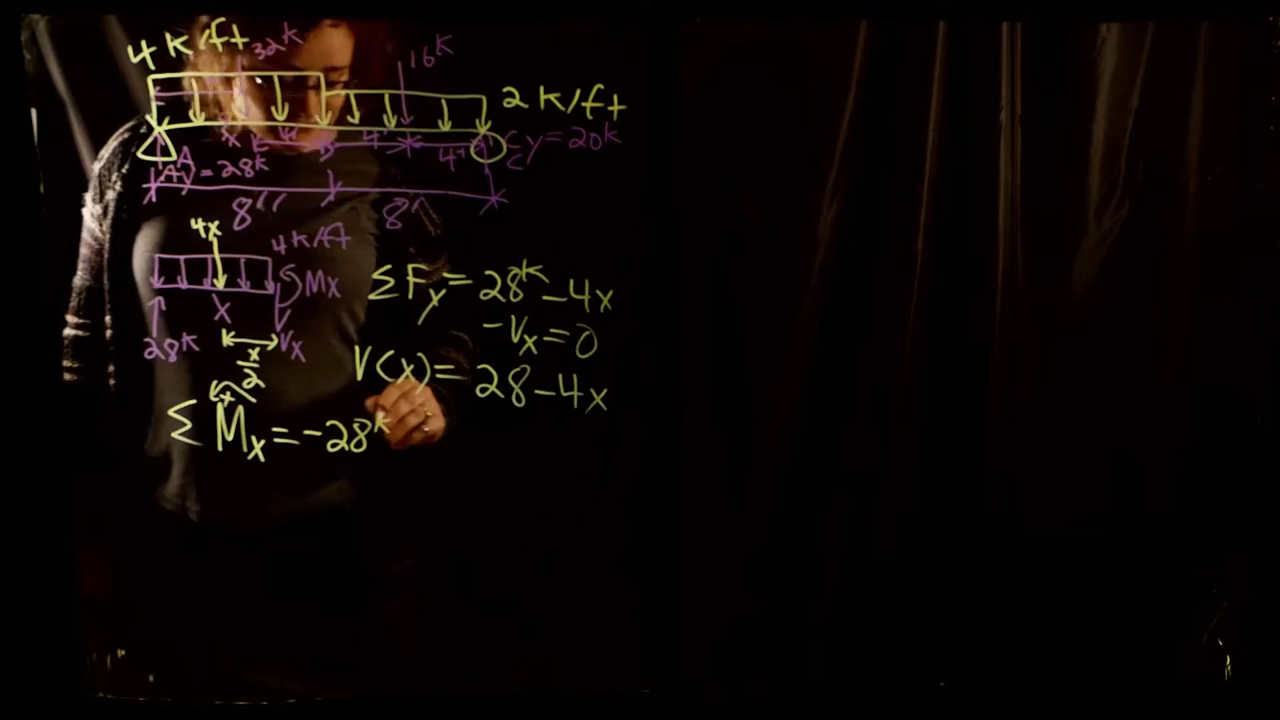 4 K/ft
32K
16K
2 K/ft
4'
4'
4'
Cy = 20K
A
Ay = 28K
B
C
8'
8'
4x
4K/ft
Mx
x
28K
Vx
x/2
ΣFy = 28K - 4x
- Vx = 0
V(x) = 28 - 4x
+
ΣMx = -28K